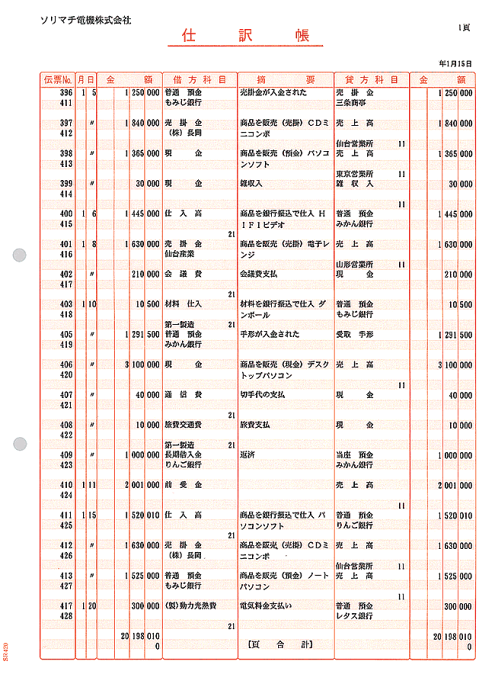 ソリマチ電機株式会社
1頁
仕訳帳
年1月15日
伝票No. 月 日 金額 借方科目 摘要 貸方科目 金額
396 1 5 1 250 000 普通 預金 売掛金が入金された 売掛金 1 250 000
411 もみじ銀行 三条商事
397 〃 1 840 000 売掛金 商品を販売（売掛）ＣＤミ 売上高 1 840 000
412 （株）長岡 ニコンポ
仙台営業所 11
398 〃 1 365 000 現金 商品を販売（預金）パソコ 売上高 1 365 000
413 ンソフト
東京営業所 11
399 〃 30 000 現金 雑収入 雑収入 30 000
414
11
400 1 6 1 445 000 仕入高 商品を銀行振込で仕入 Ｈ 普通 預金 1 445 000
415 ＩＦＩビデオ みかん銀行
21
401 1 8 1 630 000 売掛金 商品を販売（売掛）電子レ 売上高 1 630 000
416 仙台産業 ンジ
山形営業所 11
402 〃 210 000 会議費 会議費支払 現金 210 000
417
21
403 1 10 10 500 材料 仕入 材料を銀行振込で仕入 ダ 普通 預金 10 500
418 ンボール もみじ銀行
第一製造 21
405 〃 1 291 500 普通 預金 手形が入金された 受取 手形 1 291 500
419 みかん銀行
406 〃 3 100 000 現金 商品を販売（現金）デスク 売上高 3 100 000
420 トップパソコン
11
407 〃 40 000 通信費 切手代の支払 現金 40 000
421
21
408 〃 10 000 旅費交通費 旅費支払 現金 10 000
422
第一製造 21
409 〃 1 000 000 長期借入金 返済 当座 預金 1 000 000
423 りんご銀行 みかん銀行
410 1 11 2 001 000 前受金 売上高 2 001 000
424
11
411 1 15 1 520 010 仕入高 商品を銀行振込で仕入 パ 普通 預金 1 520 010
425 ソコンソフト りんご銀行
21
412 〃 1 630 000 売掛金 商品を販売（売掛）ＣＤミ 売上高 1 630 000
426 （株）長岡 ニコンポ
仙台営業所 11
413 〃 1 525 000 普通 預金 商品を販売（預金）ノート 売上高 1 525 000
427 もみじ銀行 パソコン
11
417 1 20 300 000 （製）動力光熱費 電気料金支払い 普通 預金 300 000
428 レタス銀行
21
20 198 010 20 198 010
0 【頁合計】 0